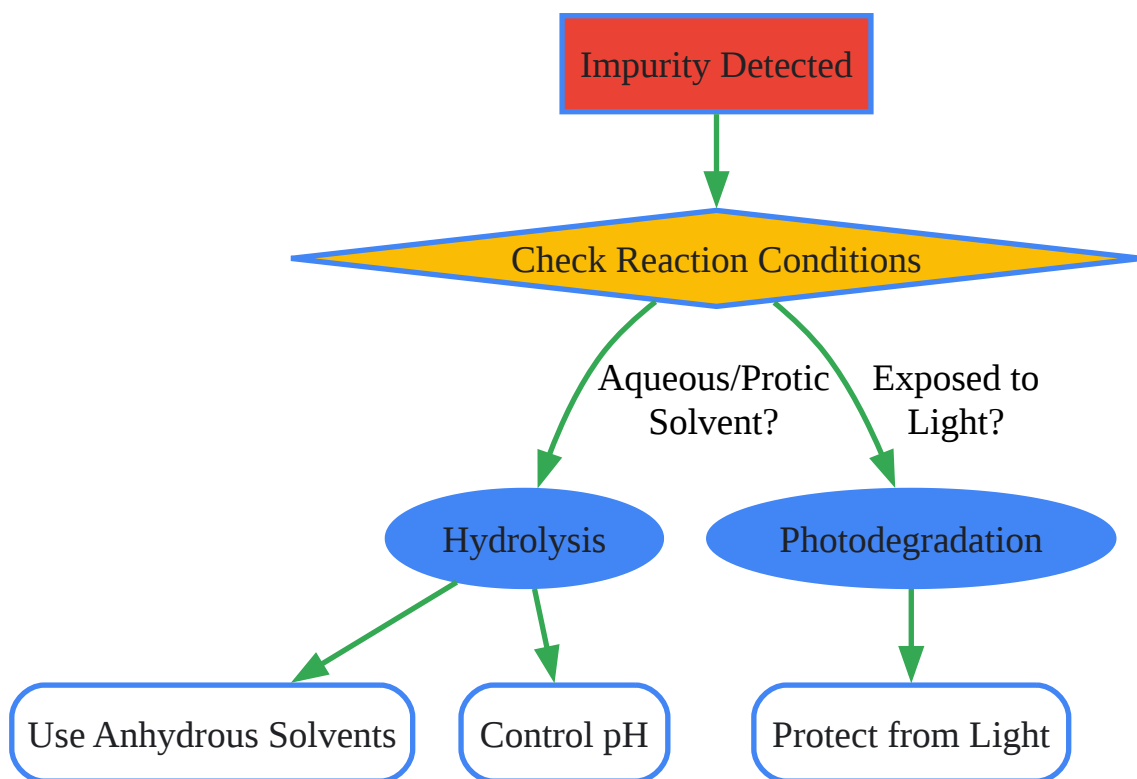 Impurity Detected
Check Reaction Conditions
Aqueous/Protic
Solvent?
Exposed to
Light?
Hydrolysis
Photodegradation
Use Anhydrous Solvents
Control pH
Protect from Light